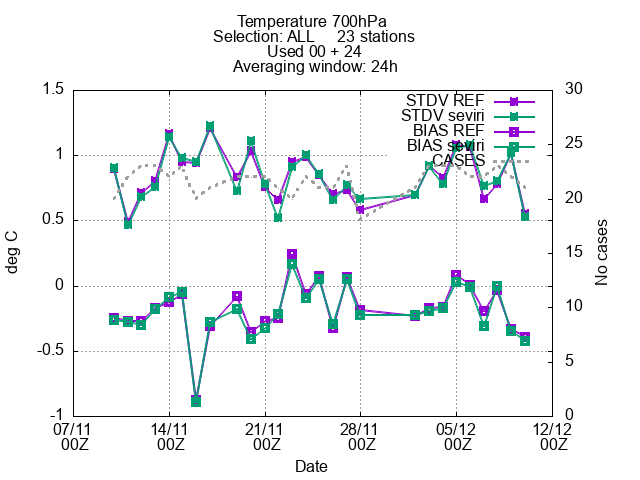 Temperature 700hPa
Selection: ALL 23 stations
Used 00 + 24
Averaging window: 24h
STDV REF
STDV seviri
BIAS REF
BIAS seviri
CASES
1.5
1
0.5
0
-0.5
-1
deg C
30
25
20
15
10
5
0
No cases
07/11 14/11 21/11 28/11 05/12 12/12
00Z 00Z 00Z 00Z 00Z 00Z
Date